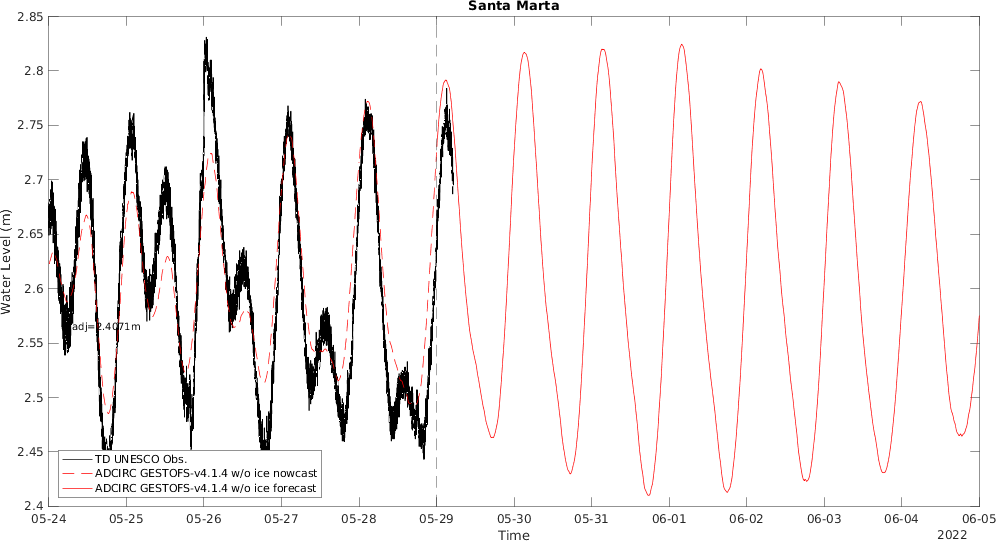 Santa Marta
2.85
2.8
2.75
2.7
2.65
2.6
2.55
2.5
2.45
2.4
Water Level (m)
adj=2.4071m
TD UNESCO Obs.
ADCIRC GESTOFS-v4.1.4 w/o ice nowcast
ADCIRC GESTOFS-v4.1.4 w/o ice forecast
05-24 05-25 05-26 05-27 05-28 05-29 05-30 05-31 06-01 06-02 06-03 06-04 06-05
Time
2022